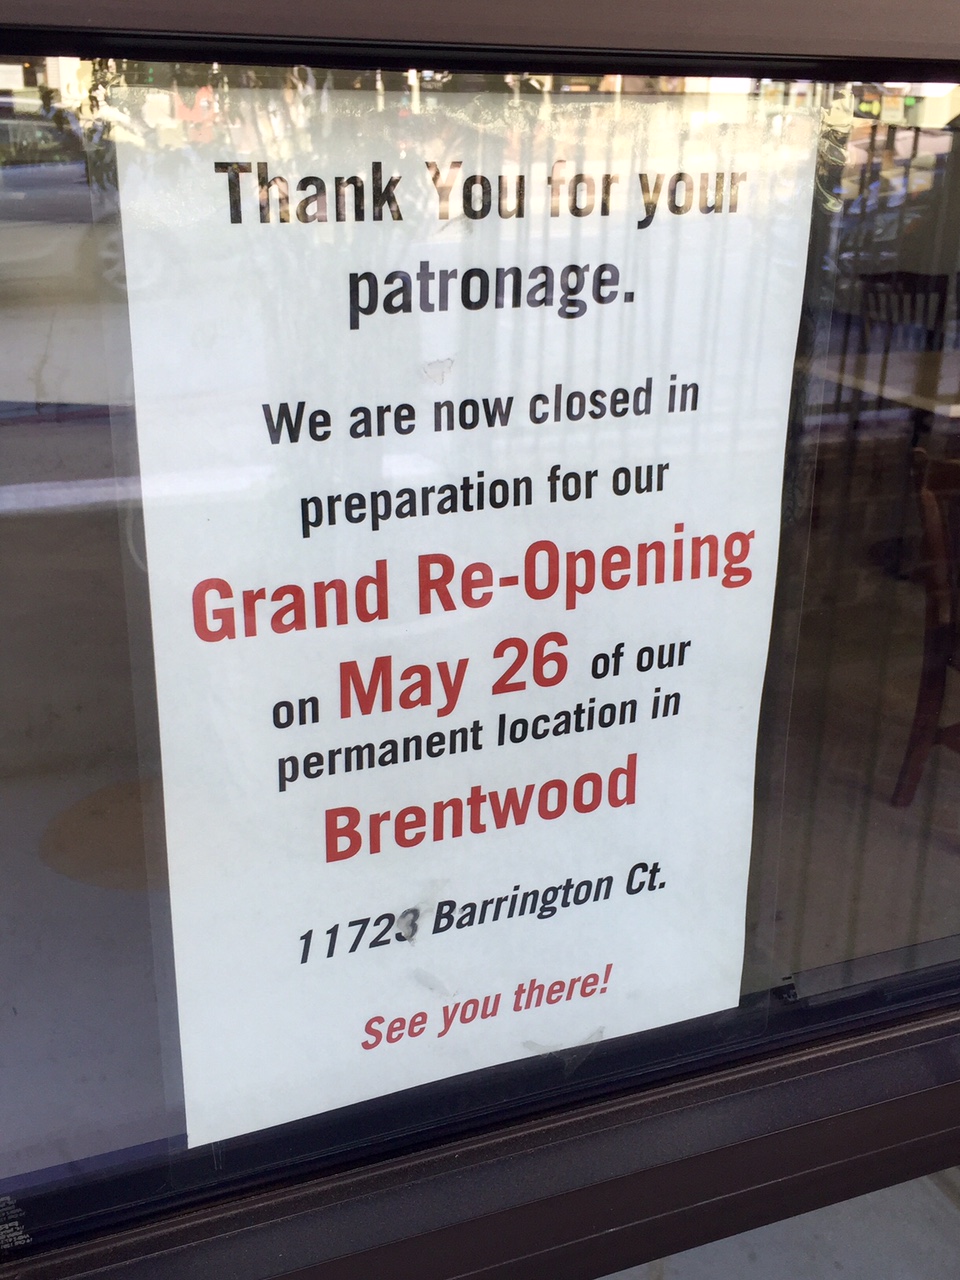 Thank You for your
patronage.
We are now closed in
preparation for our
Grand Re-Opening
on May 26 of our
permanent location in
Brentwood
11723 Barrington Ct.
See you there!